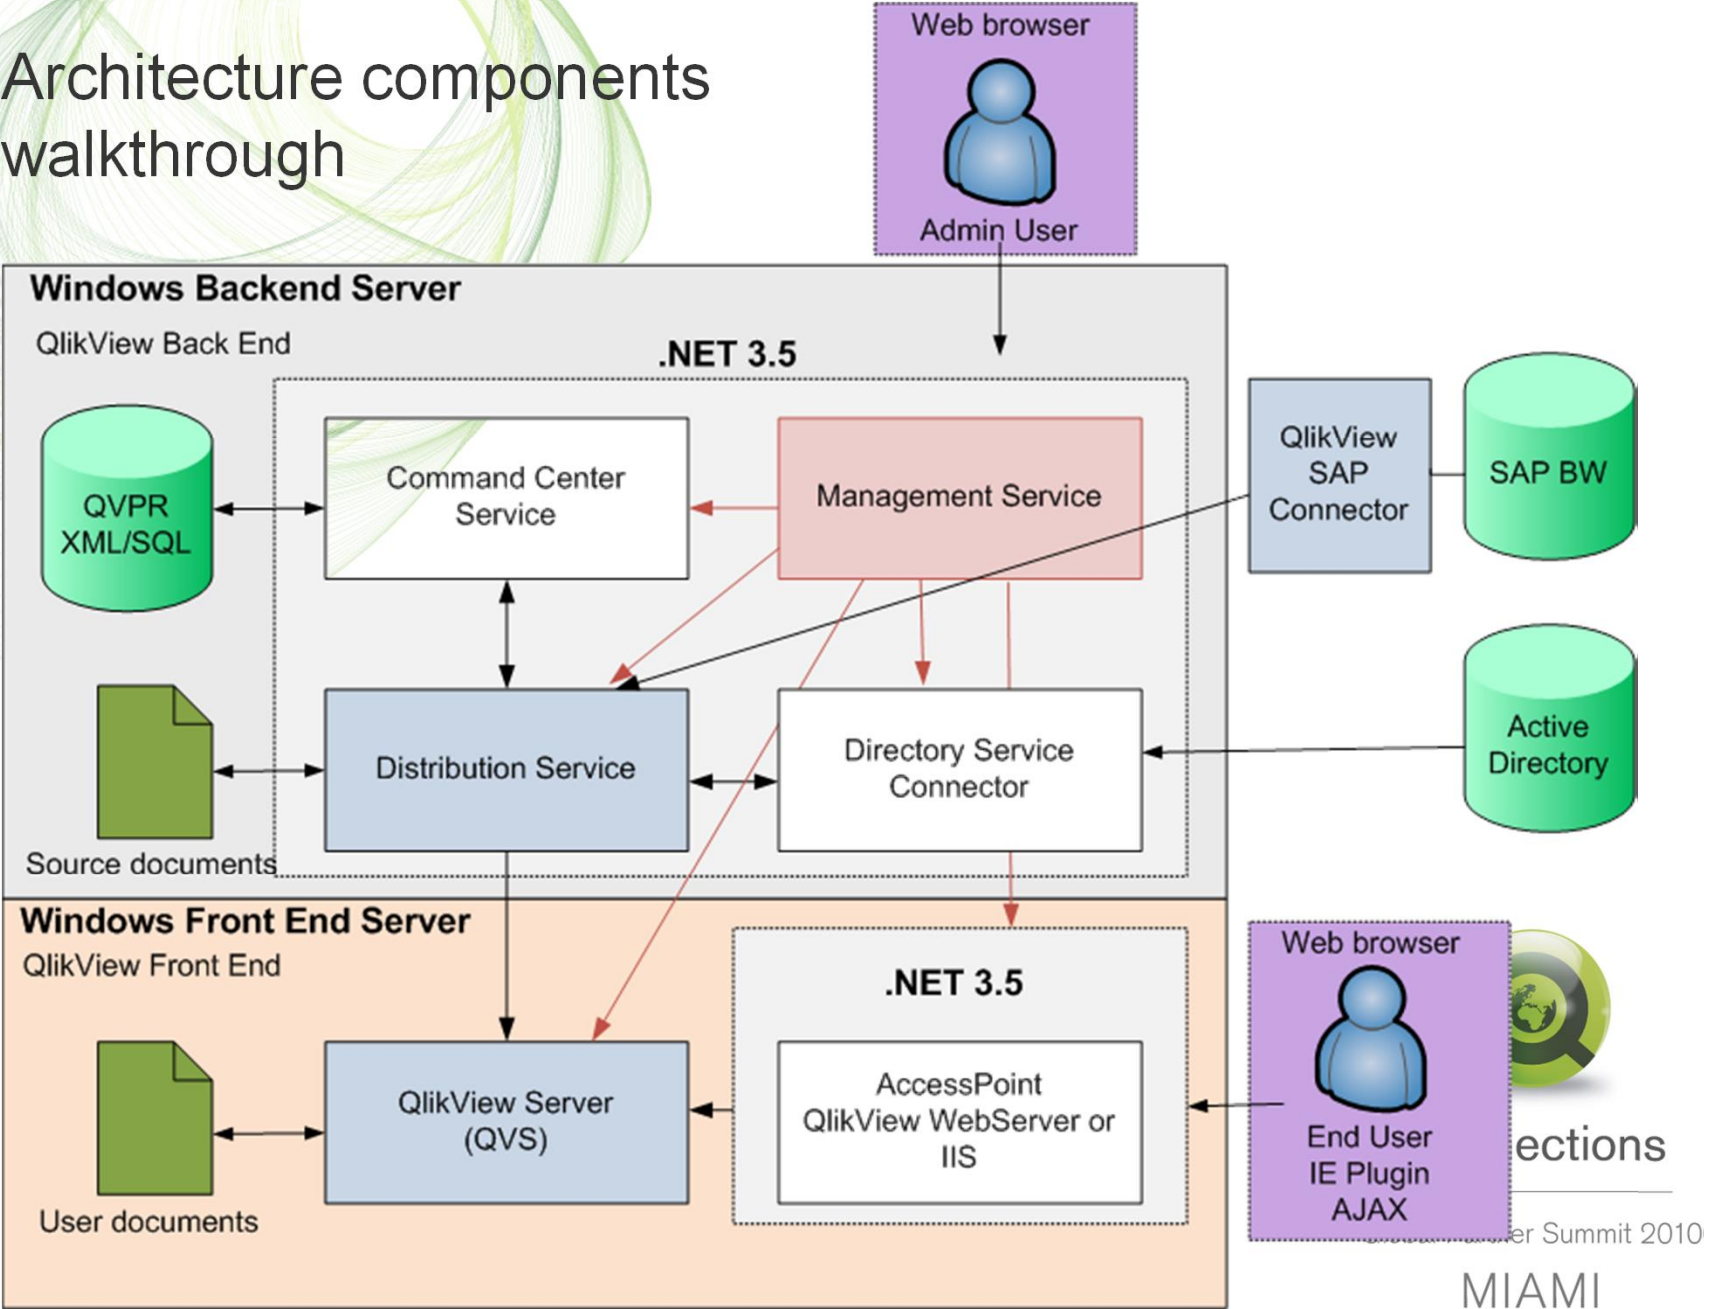 Architecture components
walkthrough
Web browser
Admin User
Windows Backend Server
QlikView Back End
.NET 3.5
QVPR
XML/SQL
Command Center
Service
Management Service
QlikView
SAP
Connector
SAP BW
Source documents
Distribution Service
Directory Service
Connector
Active
Directory
Windows Front End Server
QlikView Front End
.NET 3.5
User documents
QlikView Server
(QVS)
AccessPoint
QlikView WebServer or
IIS
Web browser
End User
IE Plugin
AJAX
ections
er Summit 2010
MIAMI